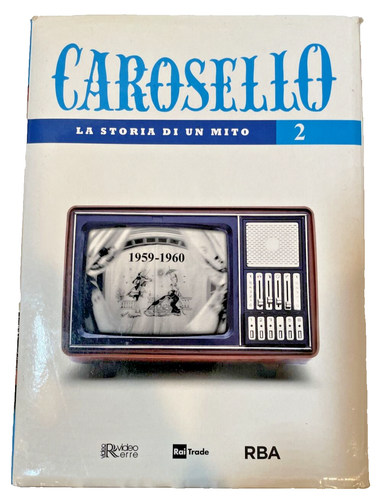 CAROSELLO
LA STORIA DI UN MITO 2
1959-1960
video
erre
Rai Trade
RBA